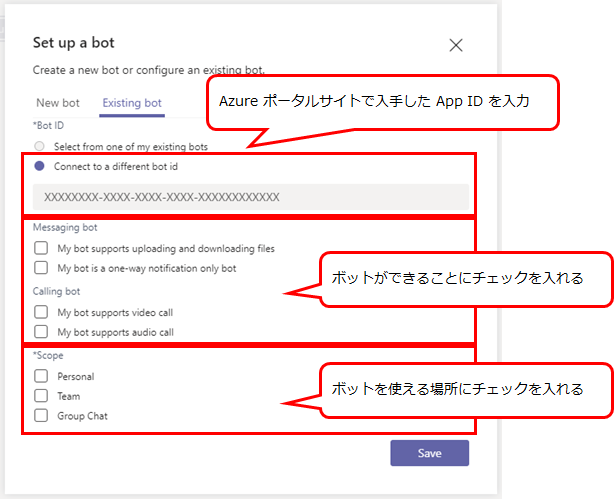 Set up a bot
Create a new bot or configure an existing bot.
New bot
Existing bot
Azure ポータルサイトで入手した App ID を入力
*Bot ID
Select from one of my existing bots
Connect to a different bot id
XXXXXXXX-XXXX-XXXX-XXXX-XXXXXXXXXXXX
Messaging bot
My bot supports uploading and downloading files
My bot is a one-way notification only bot
ボットができることにチェックを入れる
Calling bot
My bot supports video call
My bot supports audio call
*Scope
Personal
Team
Group Chat
ボットを使える場所にチェックを入れる
Save